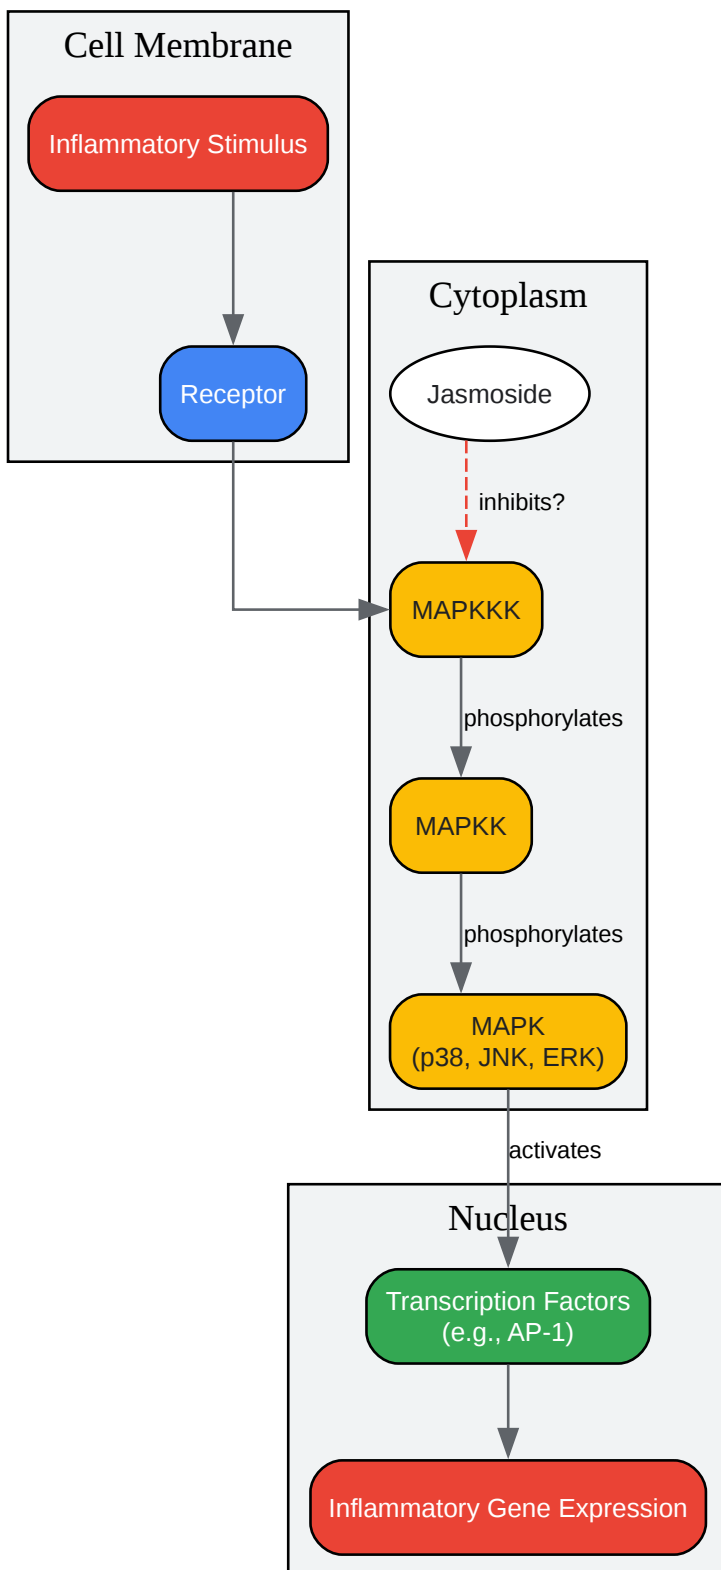 Cell Membrane
Inflammatory Stimulus
Receptor
Cytoplasm
Jasmoside
inhibits?
MAPKKK
phosphorylates
MAPKK
phosphorylates
MAPK
(p38, JNK, ERK)
activates
Nucleus
Transcription Factors
(e.g., AP-1)
Inflammatory Gene Expression